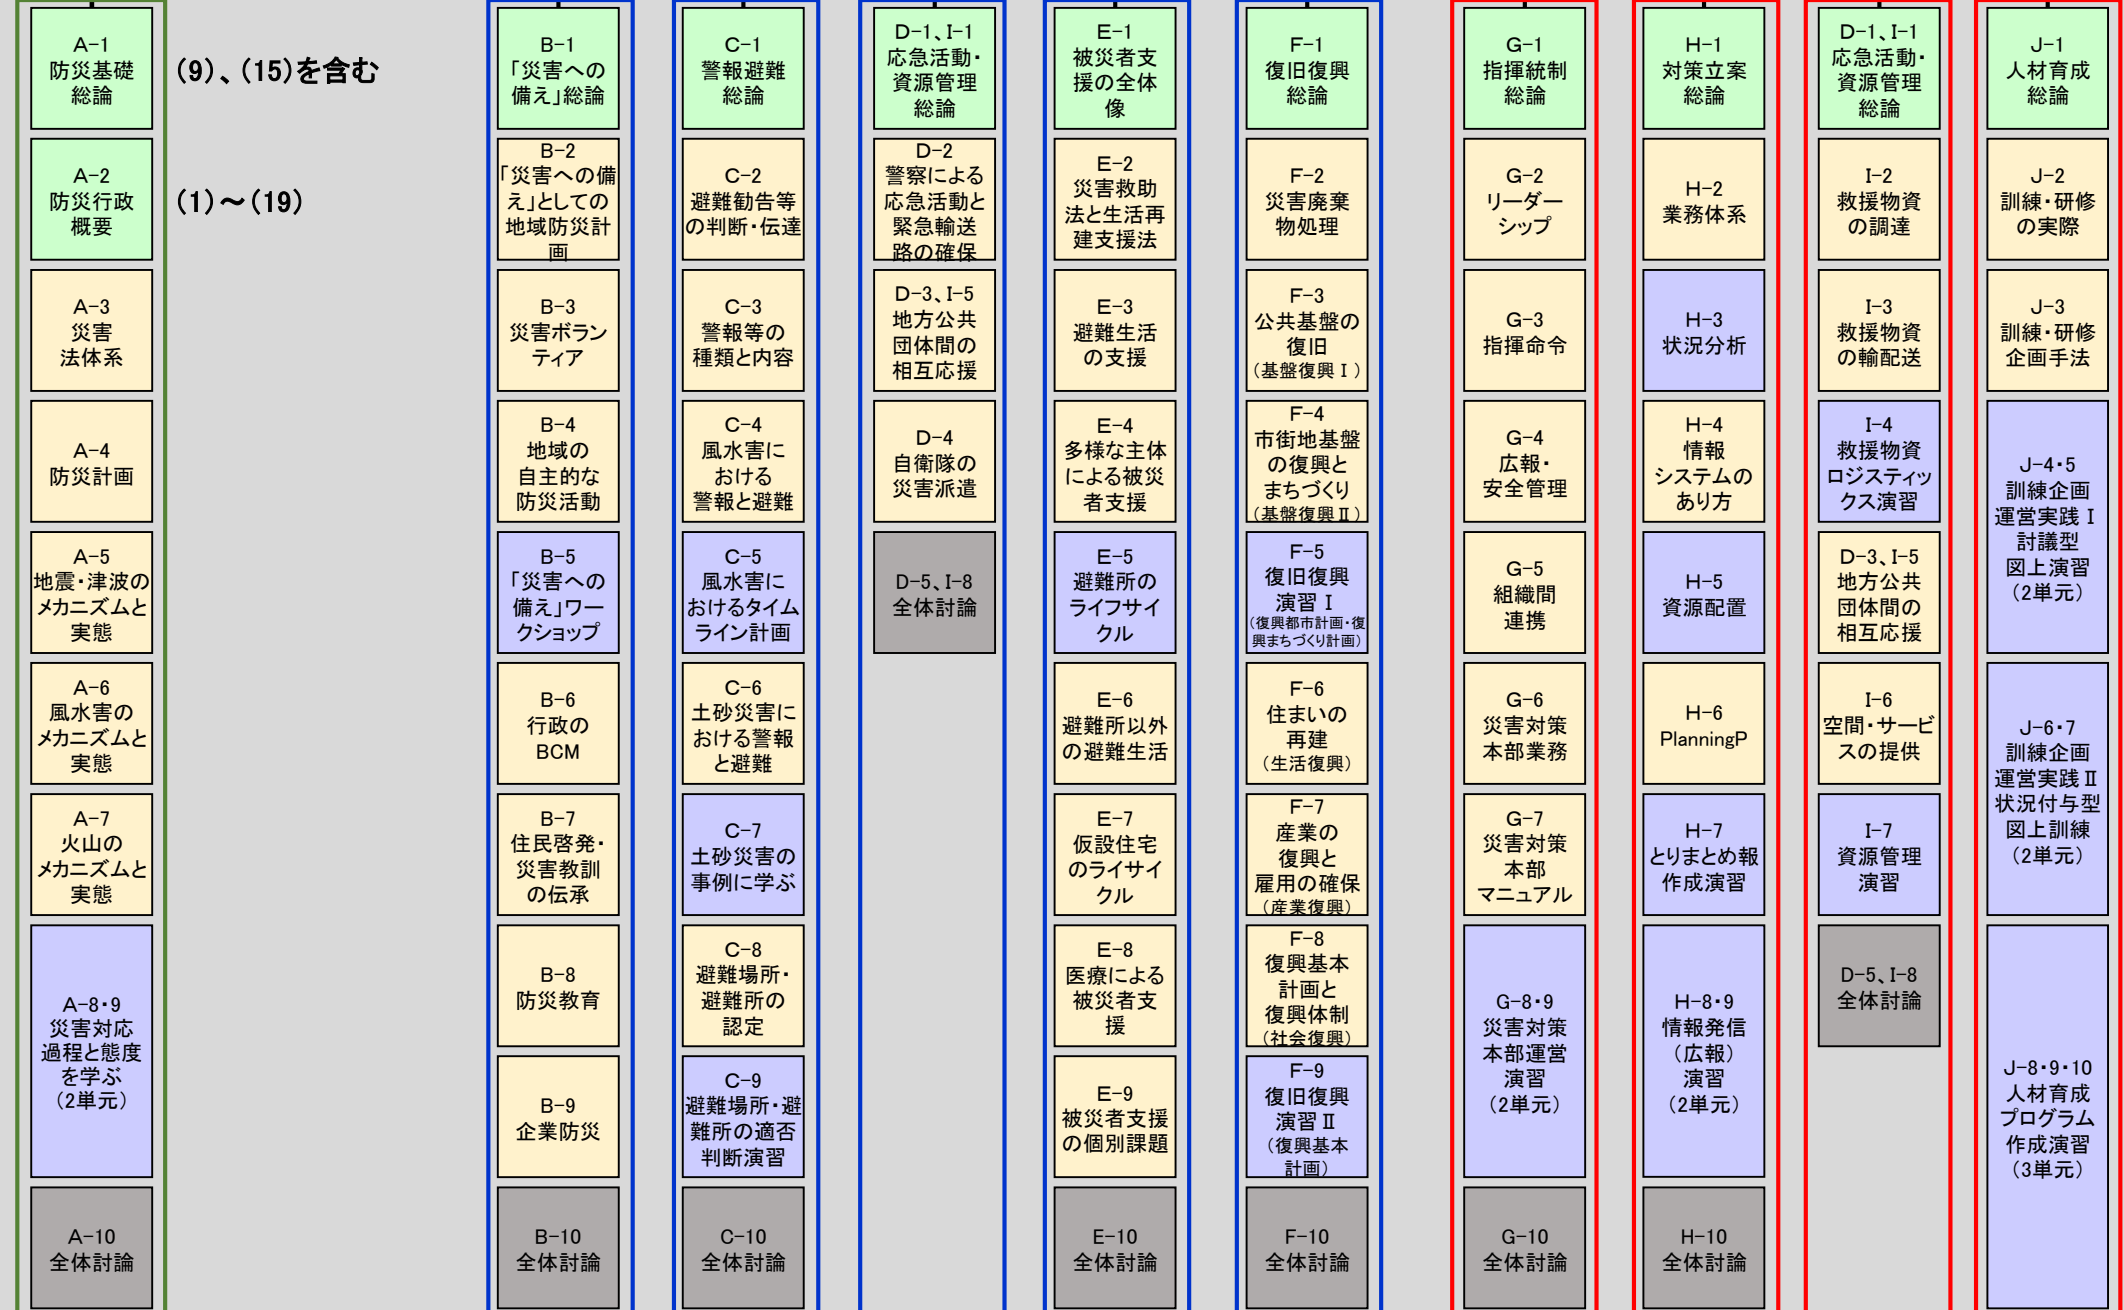 A-1
防災基礎
総論
(9)、(15)を含む
A-2
防災行政
概要
(1)～(19)
A-3
災害
法体系
A-4
防災計画
A-5
地震・津波の
メカニズムと
実態
A-6
風水害の
メカニズムと
実態
A-7
火山の
メカニズムと
実態
A-8・9
災害対応
過程と態度
を学ぶ
(2単元)
A-10
全体討論
B-1
「災害への
備え」総論
B-2
「災害への備
え」としての
地域防災計
画
B-3
災害ボラン
ティア
B-4
地域の
自主的な
防災活動
B-5
「災害への
備え」ワー
クショップ
B-6
行政の
BCM
B-7
住民啓発・
災害教訓
の伝承
B-8
防災教育
B-9
企業防災
B-10
全体討論
C-1
警報避難
総論
C-2
避難勧告等
の判断・伝達
C-3
警報等の
種類と内容
C-4
風水害に
おける
警報と避難
C-5
風水害に
おけるタイム
ライン計画
C-6
土砂災害に
おける警報
と避難
C-7
土砂災害の
事例に学ぶ
C-8
避難場所・
避難所の
認定
C-9
避難場所・避
難所の適否
判断演習
C-10
全体討論
D-1、I-1
応急活動・
資源管理
総論
D-2
警察による
応急活動と
緊急輸送
路の確保
D-3、I-5
地方公共
団体間の
相互応援
D-4
自衛隊の
災害派遣
D-5、I-8
全体討論
E-1
被災者支
援の全体
像
E-2
災害救助
法と生活再
建支援法
E-3
避難生活
の支援
E-4
多様な主体
による被災
者支援
E-5
避難所の
ライフサイ
クル
E-6
避難所以外
の避難生活
E-7
仮設住宅
のライサイ
クル
E-8
医療による
被災者支
援
E-9
被災者支援
の個別課題
E-10
全体討論
F-1
復旧復興
総論
F-2
災害廃棄
物処理
F-3
公共基盤の
復旧
(基盤復興Ⅰ)
F-4
市街地基盤
の復興と
まちづくり
(基盤復興Ⅱ)
F-5
復旧復興
演習Ⅰ
(復興都市計画・復
興まちづくり計画)
F-6
住まいの
再建
(生活復興)
F-7
産業の
復興と
雇用の確保
(産業復興)
F-8
復興基本
計画と
復興体制
(社会復興)
F-9
復旧復興
演習Ⅱ
(復興基本
計画)
F-10
全体討論
G-1
指揮統制
総論
G-2
リーダー
シップ
G-3
指揮命令
G-4
広報・
安全管理
G-5
組織間
連携
G-6
災害対策
本部業務
G-7
災害対策
本部
マニュアル
G-8・9
災害対策
本部運営
演習
(2単元)
G-10
全体討論
H-1
対策立案
総論
H-2
業務体系
H-3
状況分析
H-4
情報
システムの
あり方
H-5
資源配置
H-6
PlanningP
H-7
とりまとめ報
作成演習
H-8・9
情報発信
(広報)
演習
(2単元)
H-10
全体討論
D-1、I-1
応急活動・
資源管理
総論
I-2
救援物資
の調達
I-3
救援物資
の輸配送
I-4
救援物資
ロジスティッ
クス演習
D-3、I-5
地方公共
団体間の
相互応援
I-6
空間・サービ
スの提供
I-7
資源管理
演習
D-5、I-8
全体討論
J-1
人材育成
総論
J-2
訓練・研修
の実際
J-3
訓練・研修
企画手法
J-4・5
訓練企画
運営実践Ⅰ
討議型
図上演習
(2単元)
J-6・7
訓練企画
運営実践Ⅱ
状況付与型
図上訓練
(2単元)
J-8・9・10
人材育成
プログラム
作成演習
(3単元)